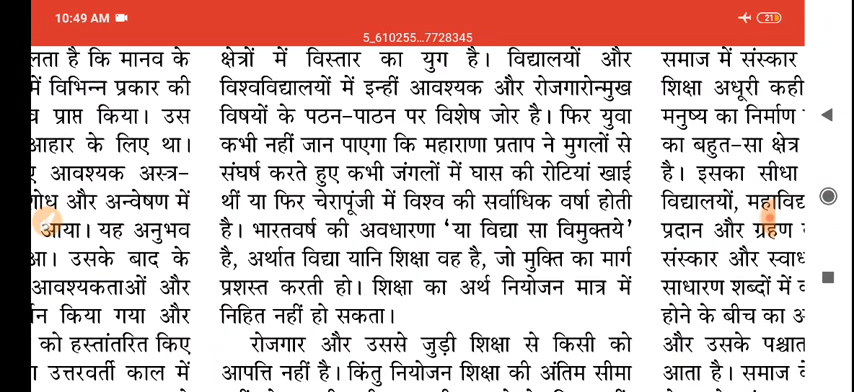 10:49 AM
21
5_610255...7728345
लता है कि मानव के
में विभिन्न प्रकार की
व प्राप्त किया। उस
आहार के लिए था।
आवश्यक अस्त्र-
शोध और अन्वेषण में
आया। यह अनुभव
आ। उसके बाद के
आवश्यकताओं और
किया गया और
को हस्तांतरित किए
उत्तरवर्ती काल में
क्षेत्रों में विस्तार का युग है। विद्यालयों और
विश्वविद्यालयों में इन्हीं आवश्यक और रोजगारोन्मुख
विषयों के पठन-पाठन पर विशेष जोर है। फिर युवा
कभी नहीं जान पाएगा कि महाराणा प्रताप ने मुगलों से
संघर्ष करते हुए कभी जंगलों में घास की रोटियां खाई
थीं या फिर चेरापूंजी में विश्व की सर्वाधिक वर्षा होती
है। भारतवर्ष की अवधारणा ‘या विद्या सा विमुक्तये’
है, अर्थात विद्या यानि शिक्षा वह है, जो मुक्ति का मार्ग
प्रशस्त करती हो। शिक्षा का अर्थ नियोजन मात्र में
निहित नहीं हो सकता।
रोजगार और उससे जुड़ी शिक्षा से किसी को
आपत्ति नहीं है। किंतु नियोजन शिक्षा की अंतिम सीमा
समाज में संस्कार
शिक्षा अधूरी कही
मनुष्य का निर्माण
का बहुत-सा क्षेत्र
है। इसका सीधा
विद्यालयों, महाविद्य
प्रदान और ग्रहण
संस्कार और स्वाध
साधारण शब्दों में
होने के बीच का
और उसके पश्चात
आता है। समाज